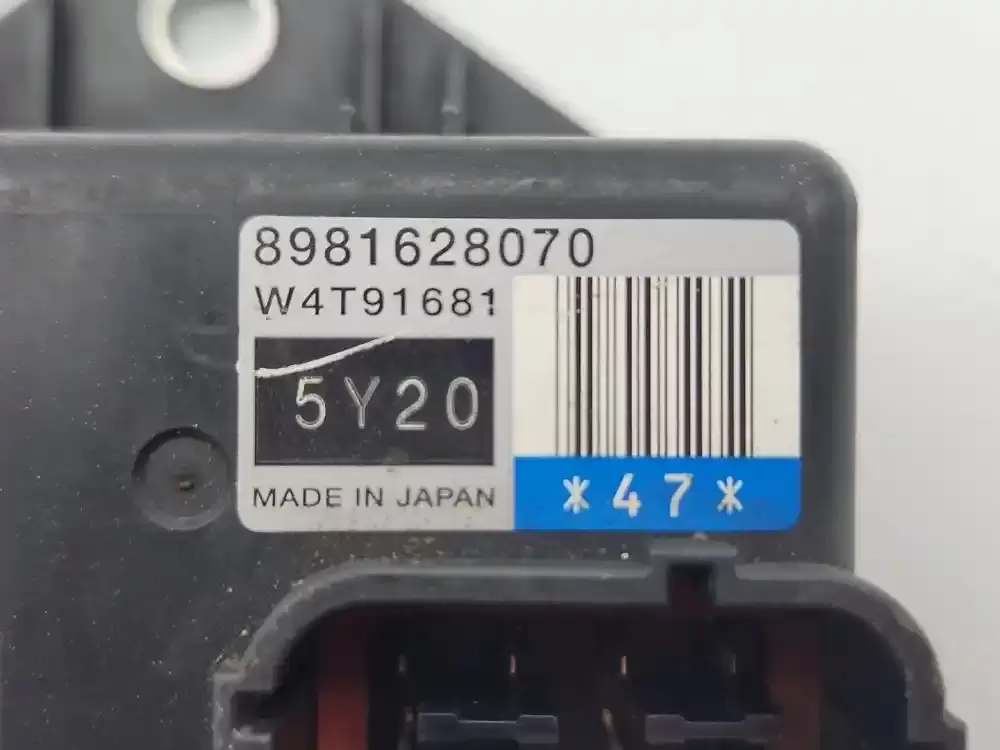 8981628070
W4T91681
5Y20
MADE IN JAPAN
*47*